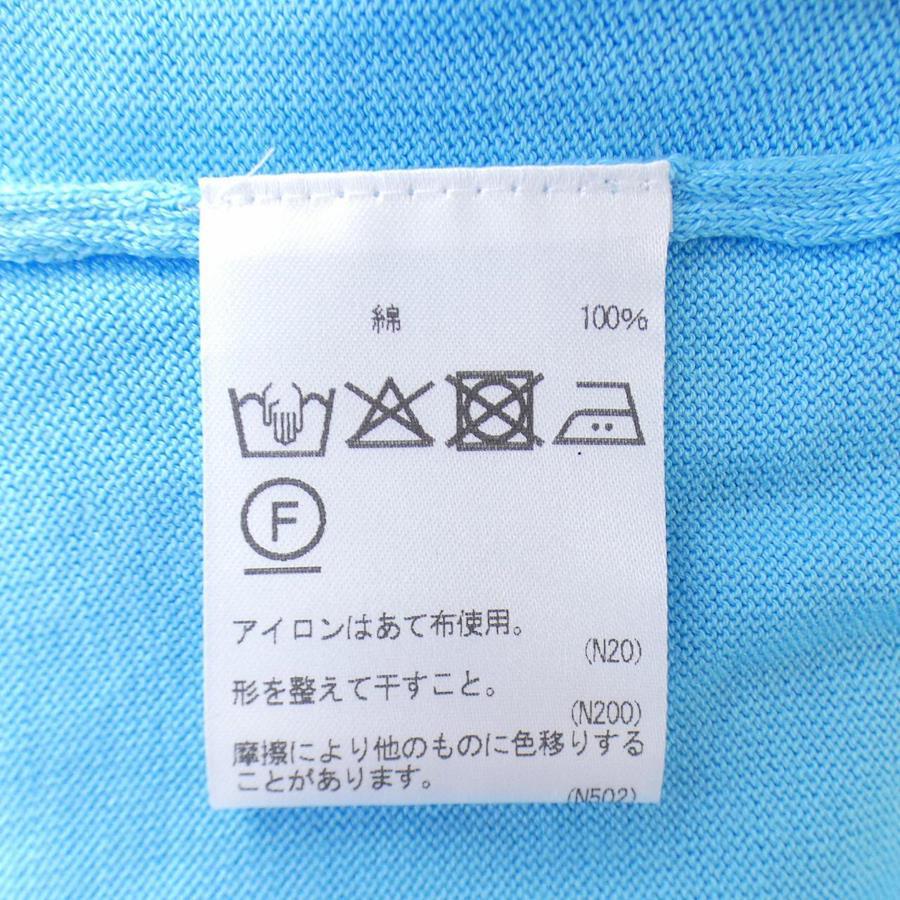 綿 100%
F
アイロンはあて布使用。
(N20)
形を整えて干すこと。
(N200)
摩擦により他のものに色移りする
ことがあります。
(N502)